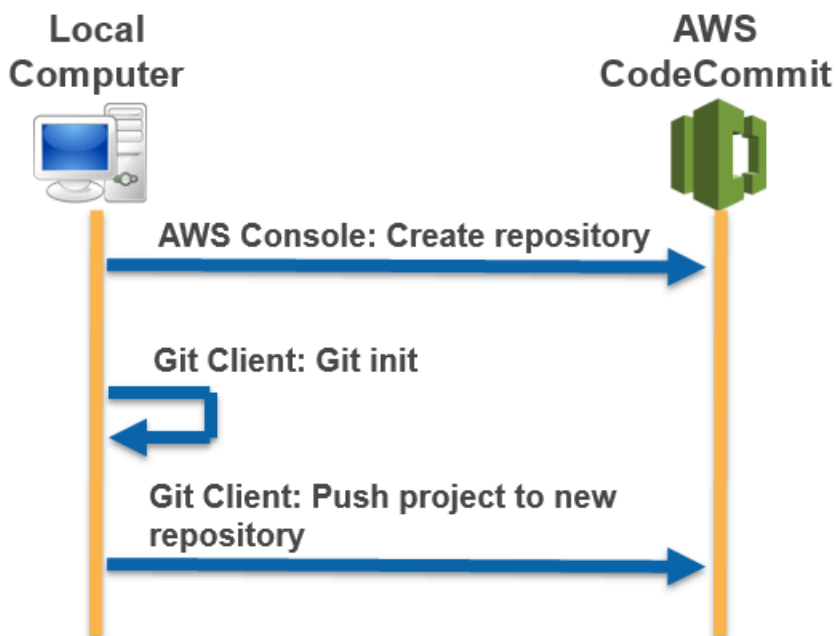 Local
Computer
AWS
CodeCommit
AWS Console: Create repository
Git Client: Git init
Git Client: Push project to new
repository